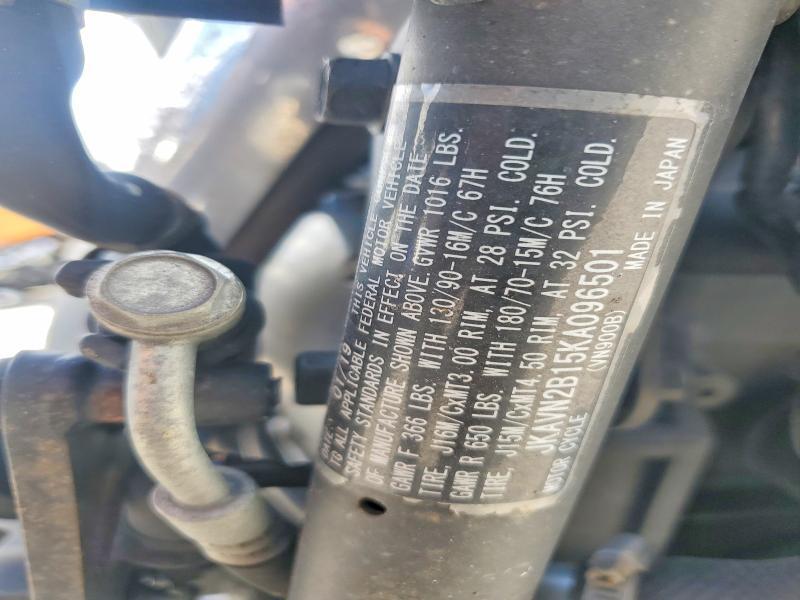 DATE: 01/19 THIS VEHICLE
TO ALL APPLICABLE FEDERAL MOTOR VEHICLE
SAFETY STANDARDS IN EFFECT ON THE DATE
OF MANUFACTURE SHOWN ABOVE. GVWR 1016 LBS.
GAWR F 366 LBS. WITH 130/90-16M/C 67H
TIRE, J16M/CxMT3.00 RIM, AT 28 PSI. COLD.
GAWR R 650 LBS. WITH 180/70-15M/C 76H
TIRE, J15M/CxMT4.50 RIM, AT 32 PSI. COLD.
JKAVN2B15KA096501
MOTOR CYCLE (VN900B) MADE IN JAPAN